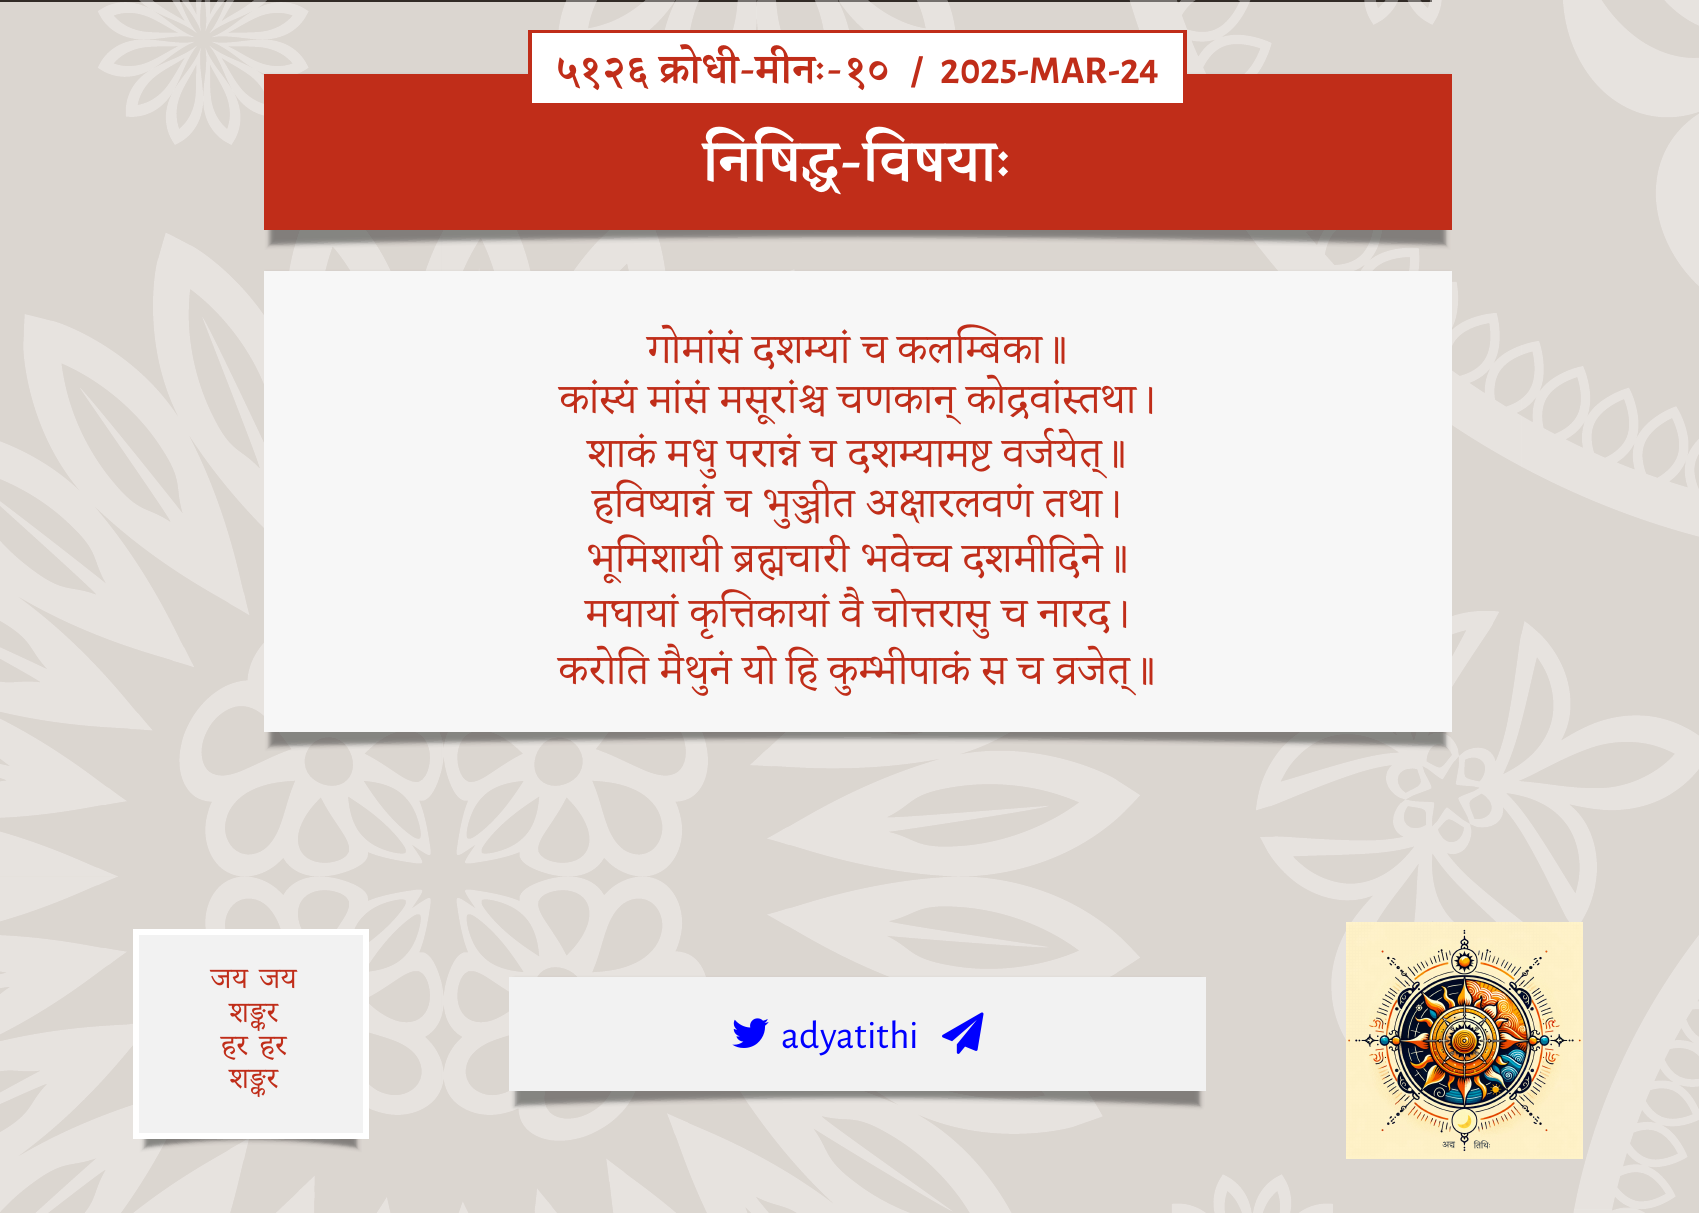 ५१२६ क्रोधी-मीनः-१० / 2025-MAR-24
निषिद्ध-विषयाः
गोमांसं दशम्यां च कलम्बिका॥
कांस्यं मांसं मसूरांश्च चणकान् कोद्रवांस्तथा।
शाकं मधु परान्नं च दशम्यामष्ट वर्जयेत्॥
हविष्यान्नं च भुञ्जीत अक्षारलवणं तथा।
भूमिशायी ब्रह्मचारी भवेच्च दशमीदिने॥
मघायां कृत्तिकायां वै चोत्तरासु च नारद।
करोति मैथुनं यो हि कुम्भीपाकं स च व्रजेत्॥
जय जय
शङ्कर
हर हर
शङ्कर
adyatithi
अद्य तिथिः